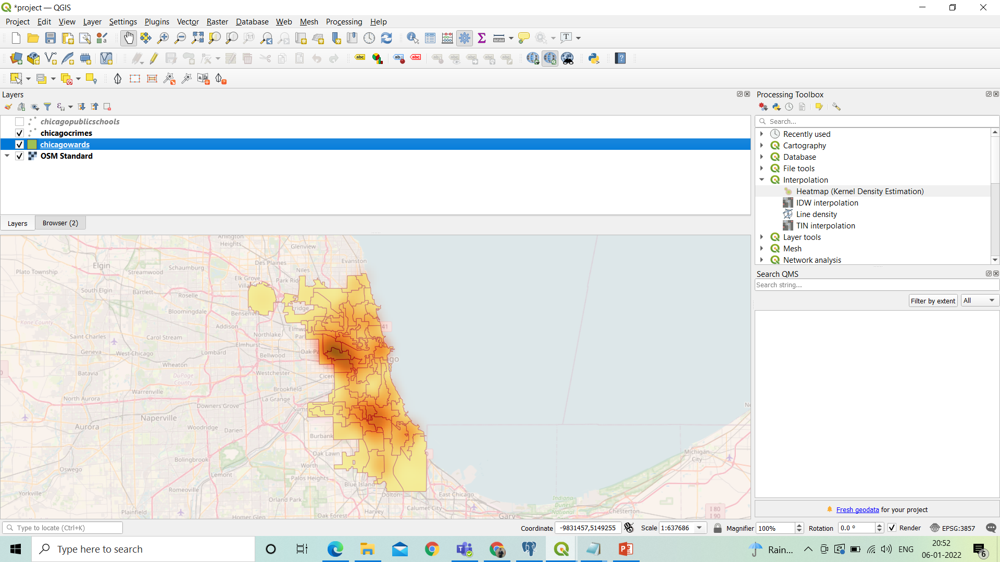 *project — QGIS
Project Edit View Layer Settings Plugins Vector Raster Database Web Mesh Processing Help
Layers
chicagopublicschools
chicagocrimes
chicagowards
OSM Standard
Layers Browser (2)
Processing Toolbox
Search...
Recently used
Cartography
Database
File tools
Interpolation
Heatmap (Kernel Density Estimation)
IDW interpolation
Line density
TIN interpolation
Layer tools
Mesh
Network analysis
Search QMS
Search string...
Filter by extent All
Fresh geodata for your project
Arlington
Heights
Glenview
Evanston
Des Plaines
Elgin
Schaumburg
Niles
Plato Township
Streamwood
Elk Grove
Park Rid
South Elgin
Bartlett
Roselle
Bloomingdale
Bensenv
Kane County
Addison
41
Northlake
Elmw
Saint Charles
Carol Stream
Par
Elmhurst
Geneva
West Chicago
Lombard
Bellwood
Oak P
Wheaton
Batavia
DuPage
County
Westchester
Cicero
Warrenville
Brookfield
North Aurora
La Grange
Downers Grove
Summ
Naperville
Aurora
Woodridge
Darien
Burbank
Oak Lawn
Bolingbrook
Worth
Oswego
Lemont
Palos Heights
Blue Island
Romeoville
Yorkville
Dolton
East Chicago
Orland Park
Calumet City
Plainfield
Harvey
Homer Glen
Oak Forest
Gary
Michigan
City
Indiana
Dunes
National
Chesterton
I 80
I 90
Type to locate (Ctrl+K)
Coordinate -9831457,5149255 Scale 1:637686 Magnifier 100% Rotation 0.0 ° Render EPSG:3857
Type here to search
Rain... ENG
20:52
06-01-2022
6